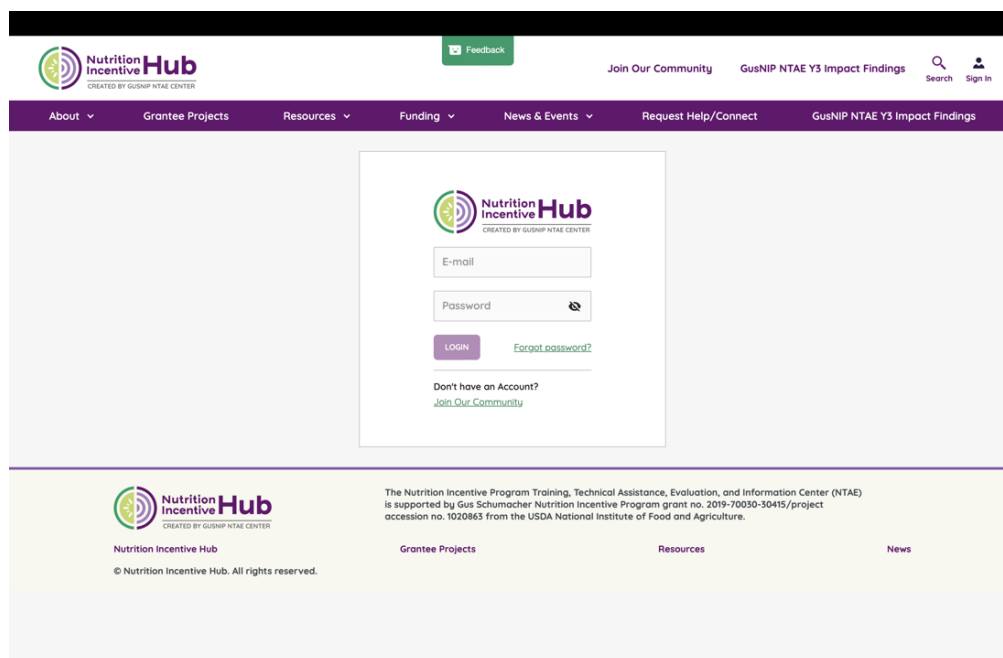 Feedback
Nutrition
Incentive Hub
CREATED BY GUSNIP NTAE CENTER
Join Our Community
GusNIP NTAE Y3 Impact Findings
Search
Sign In
About
Grantee Projects
Resources
Funding
News & Events
Request Help/Connect
GusNIP NTAE Y3 Impact Findings
Nutrition
Incentive Hub
CREATED BY GUSNIP NTAE CENTER
E-mail
Password
LOGIN
Forgot password?
Don't have an Account?
Join Our Community
Nutrition
Incentive Hub
CREATED BY GUSNIP NTAE CENTER
The Nutrition Incentive Program Training, Technical Assistance, Evaluation, and Information Center (NTAE)
is supported by Gus Schumacher Nutrition Incentive Program grant no. 2019-70030-30415/project
accession no. 1020863 from the USDA National Institute of Food and Agriculture.
Nutrition Incentive Hub
Grantee Projects
Resources
News
© Nutrition Incentive Hub. All rights reserved.